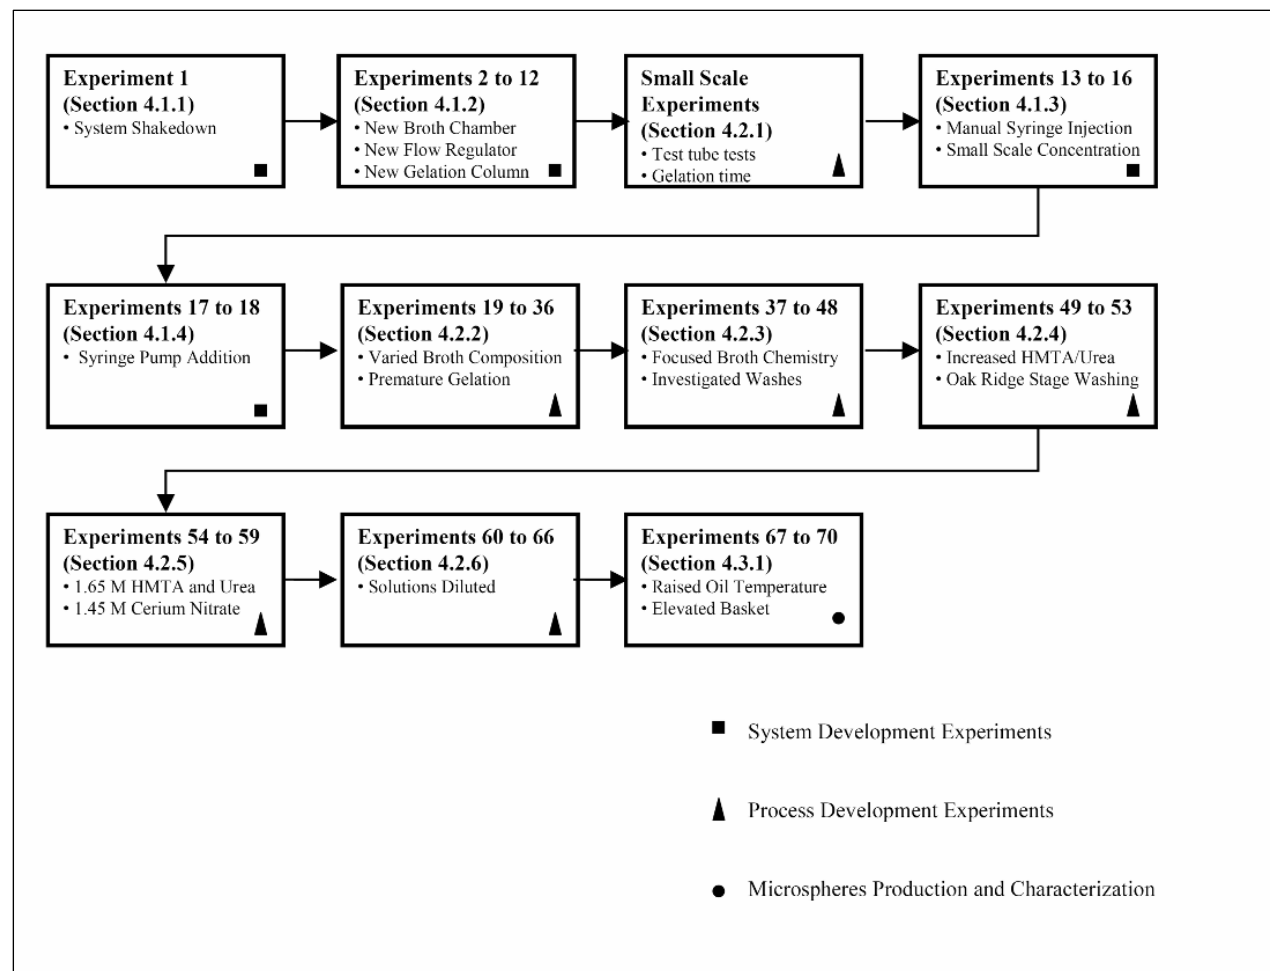 Experiment 1
(Section 4.1.1)
• System Shakedown
Experiments 2 to 12
(Section 4.1.2)
• New Broth Chamber
• New Flow Regulator
• New Gelation Column
Small Scale
Experiments
(Section 4.2.1)
• Test tube tests
• Gelation time
Experiments 13 to 16
(Section 4.1.3)
• Manual Syringe Injection
• Small Scale Concentration
Experiments 17 to 18
(Section 4.1.4)
• Syringe Pump Addition
Experiments 19 to 36
(Section 4.2.2)
• Varied Broth Composition
• Premature Gelation
Experiments 37 to 48
(Section 4.2.3)
• Focused Broth Chemistry
• Investigated Washes
Experiments 49 to 53
(Section 4.2.4)
• Increased HMTA/Urea
• Oak Ridge Stage Washing
Experiments 54 to 59
(Section 4.2.5)
• 1.65 M HMTA and Urea
• 1.45 M Cerium Nitrate
Experiments 60 to 66
(Section 4.2.6)
• Solutions Diluted
Experiments 67 to 70
(Section 4.3.1)
• Raised Oil Temperature
• Elevated Basket
System Development Experiments
Process Development Experiments
Microspheres Production and Characterization